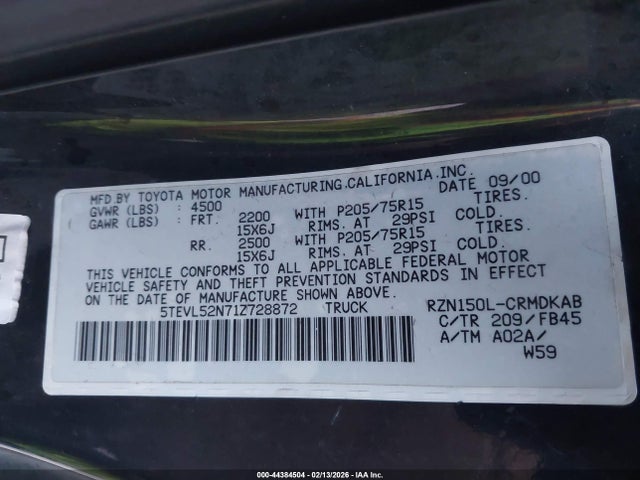 MFD.BY TOYOTA MOTOR MANUFACTURING.CALIFORNIA.INC.
DATE 09/00
GVWR (LBS) : 4500
GAWR (LBS) : FRT. 2200 WITH P205/75R15 TIRES.
15X6J RIMS. AT 29PSI COLD.
RR. 2500 WITH P205/75R15 TIRES.
15X6J RIMS. AT 29PSI COLD.
THIS VEHICLE CONFORMS TO ALL APPLICABLE FEDERAL MOTOR
VEHICLE SAFETY AND THEFT PREVENTION STANDARDS IN EFFECT
ON THE DATE OF MANUFACTURE SHOWN ABOVE.
5TEVL52N71Z728872 TRUCK RZN150L-CRMDKAB
C/TR 209/FB45
A/TM A02A/
W59
000-44384504 - 02/13/2026 - IAA Inc.